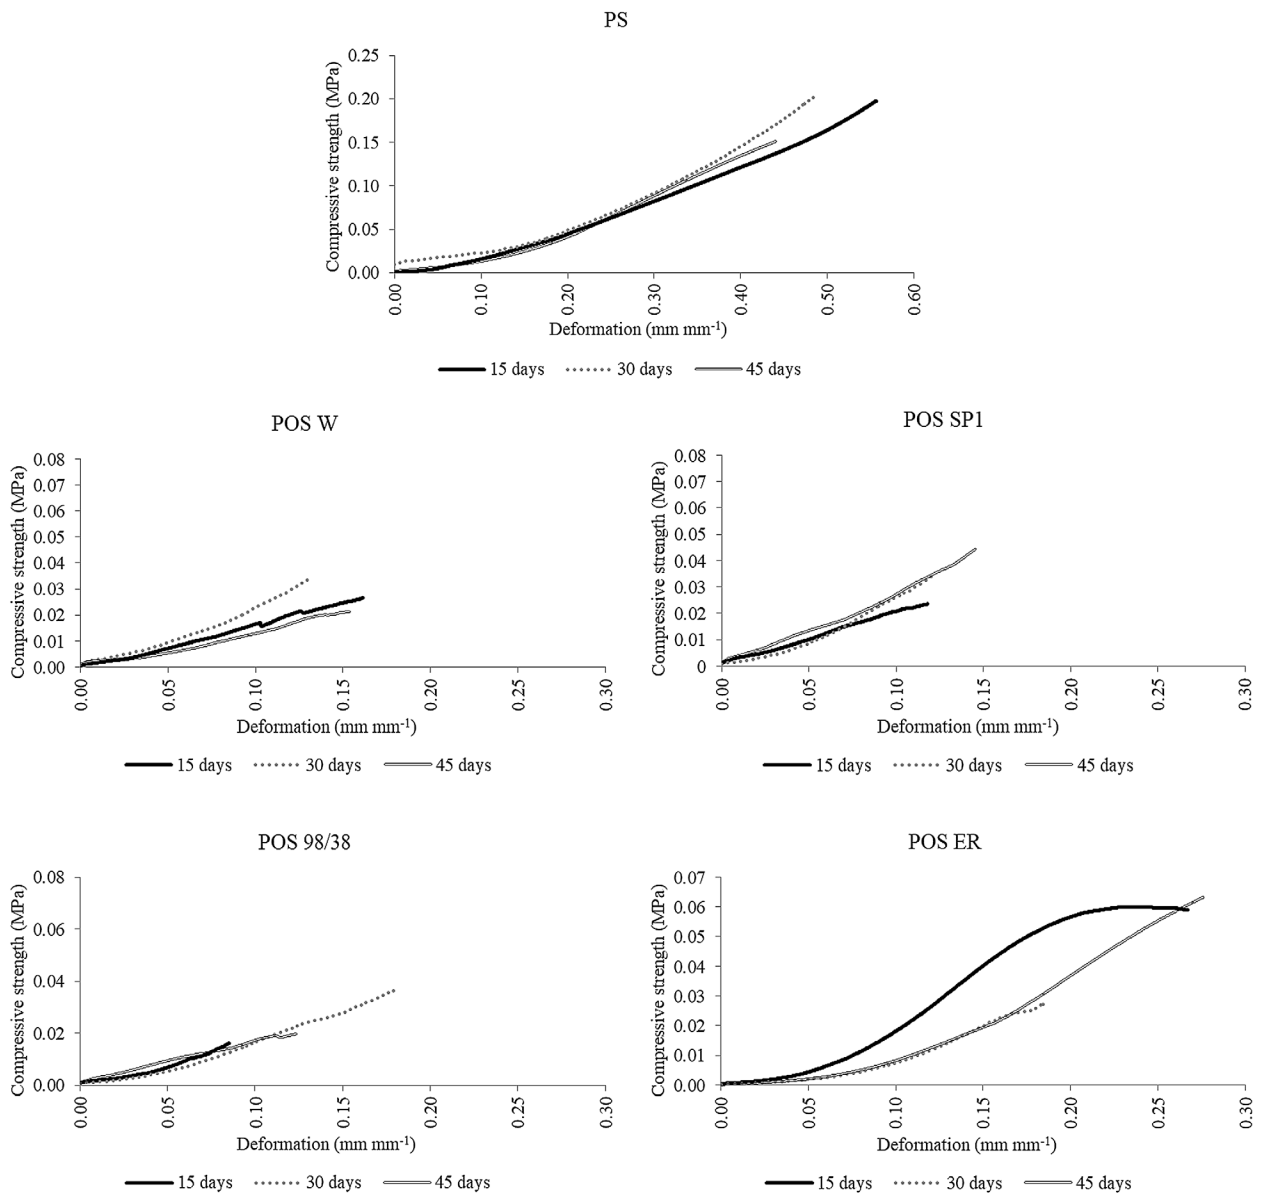 PS
Compressive strength (MPa)
0.25
0.20
0.15
0.10
0.05
0.00
0.00 0.10 0.20 0.30 0.40 0.50 0.60
Deformation (mm mm⁻¹)
15 days 30 days 45 days
POS W
Compressive strength (MPa)
0.08
0.07
0.06
0.05
0.04
0.03
0.02
0.01
0.00
0.00 0.05 0.10 0.15 0.20 0.25 0.30
Deformation (mm mm⁻¹)
15 days 30 days 45 days
POS SP1
Compressive strength (MPa)
0.08
0.07
0.06
0.05
0.04
0.03
0.02
0.01
0
0.00 0.05 0.10 0.15 0.20 0.25 0.30
Deformation (mm mm⁻¹)
15 days 30 days 45 days
POS 98/38
Compressive strength (MPa)
0.08
0.06
0.04
0.02
0.00
0.00 0.05 0.10 0.15 0.20 0.25 0.30
Deformation (mm mm⁻¹)
15 days 30 days 45 days
POS ER
Compressive strength (MPa)
0.07
0.06
0.05
0.04
0.03
0.02
0.01
0.00
0.00 0.05 0.10 0.15 0.20 0.25 0.30
Deformation (mm mm⁻¹)
15 days 30 days 45 days